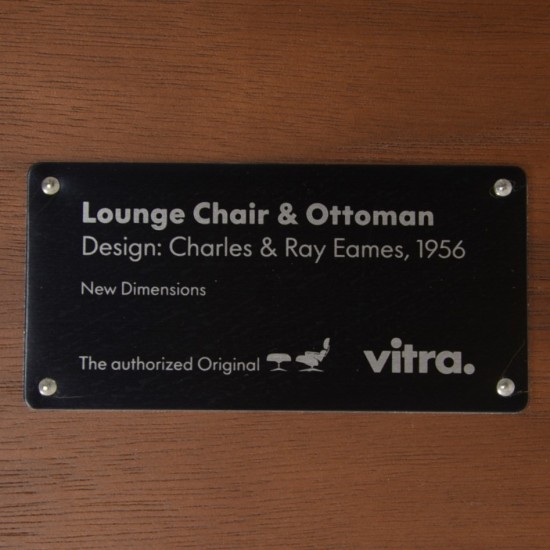 Lounge Chair & Ottoman
Design: Charles & Ray Eames, 1956
New Dimensions
The authorized Original vitra.